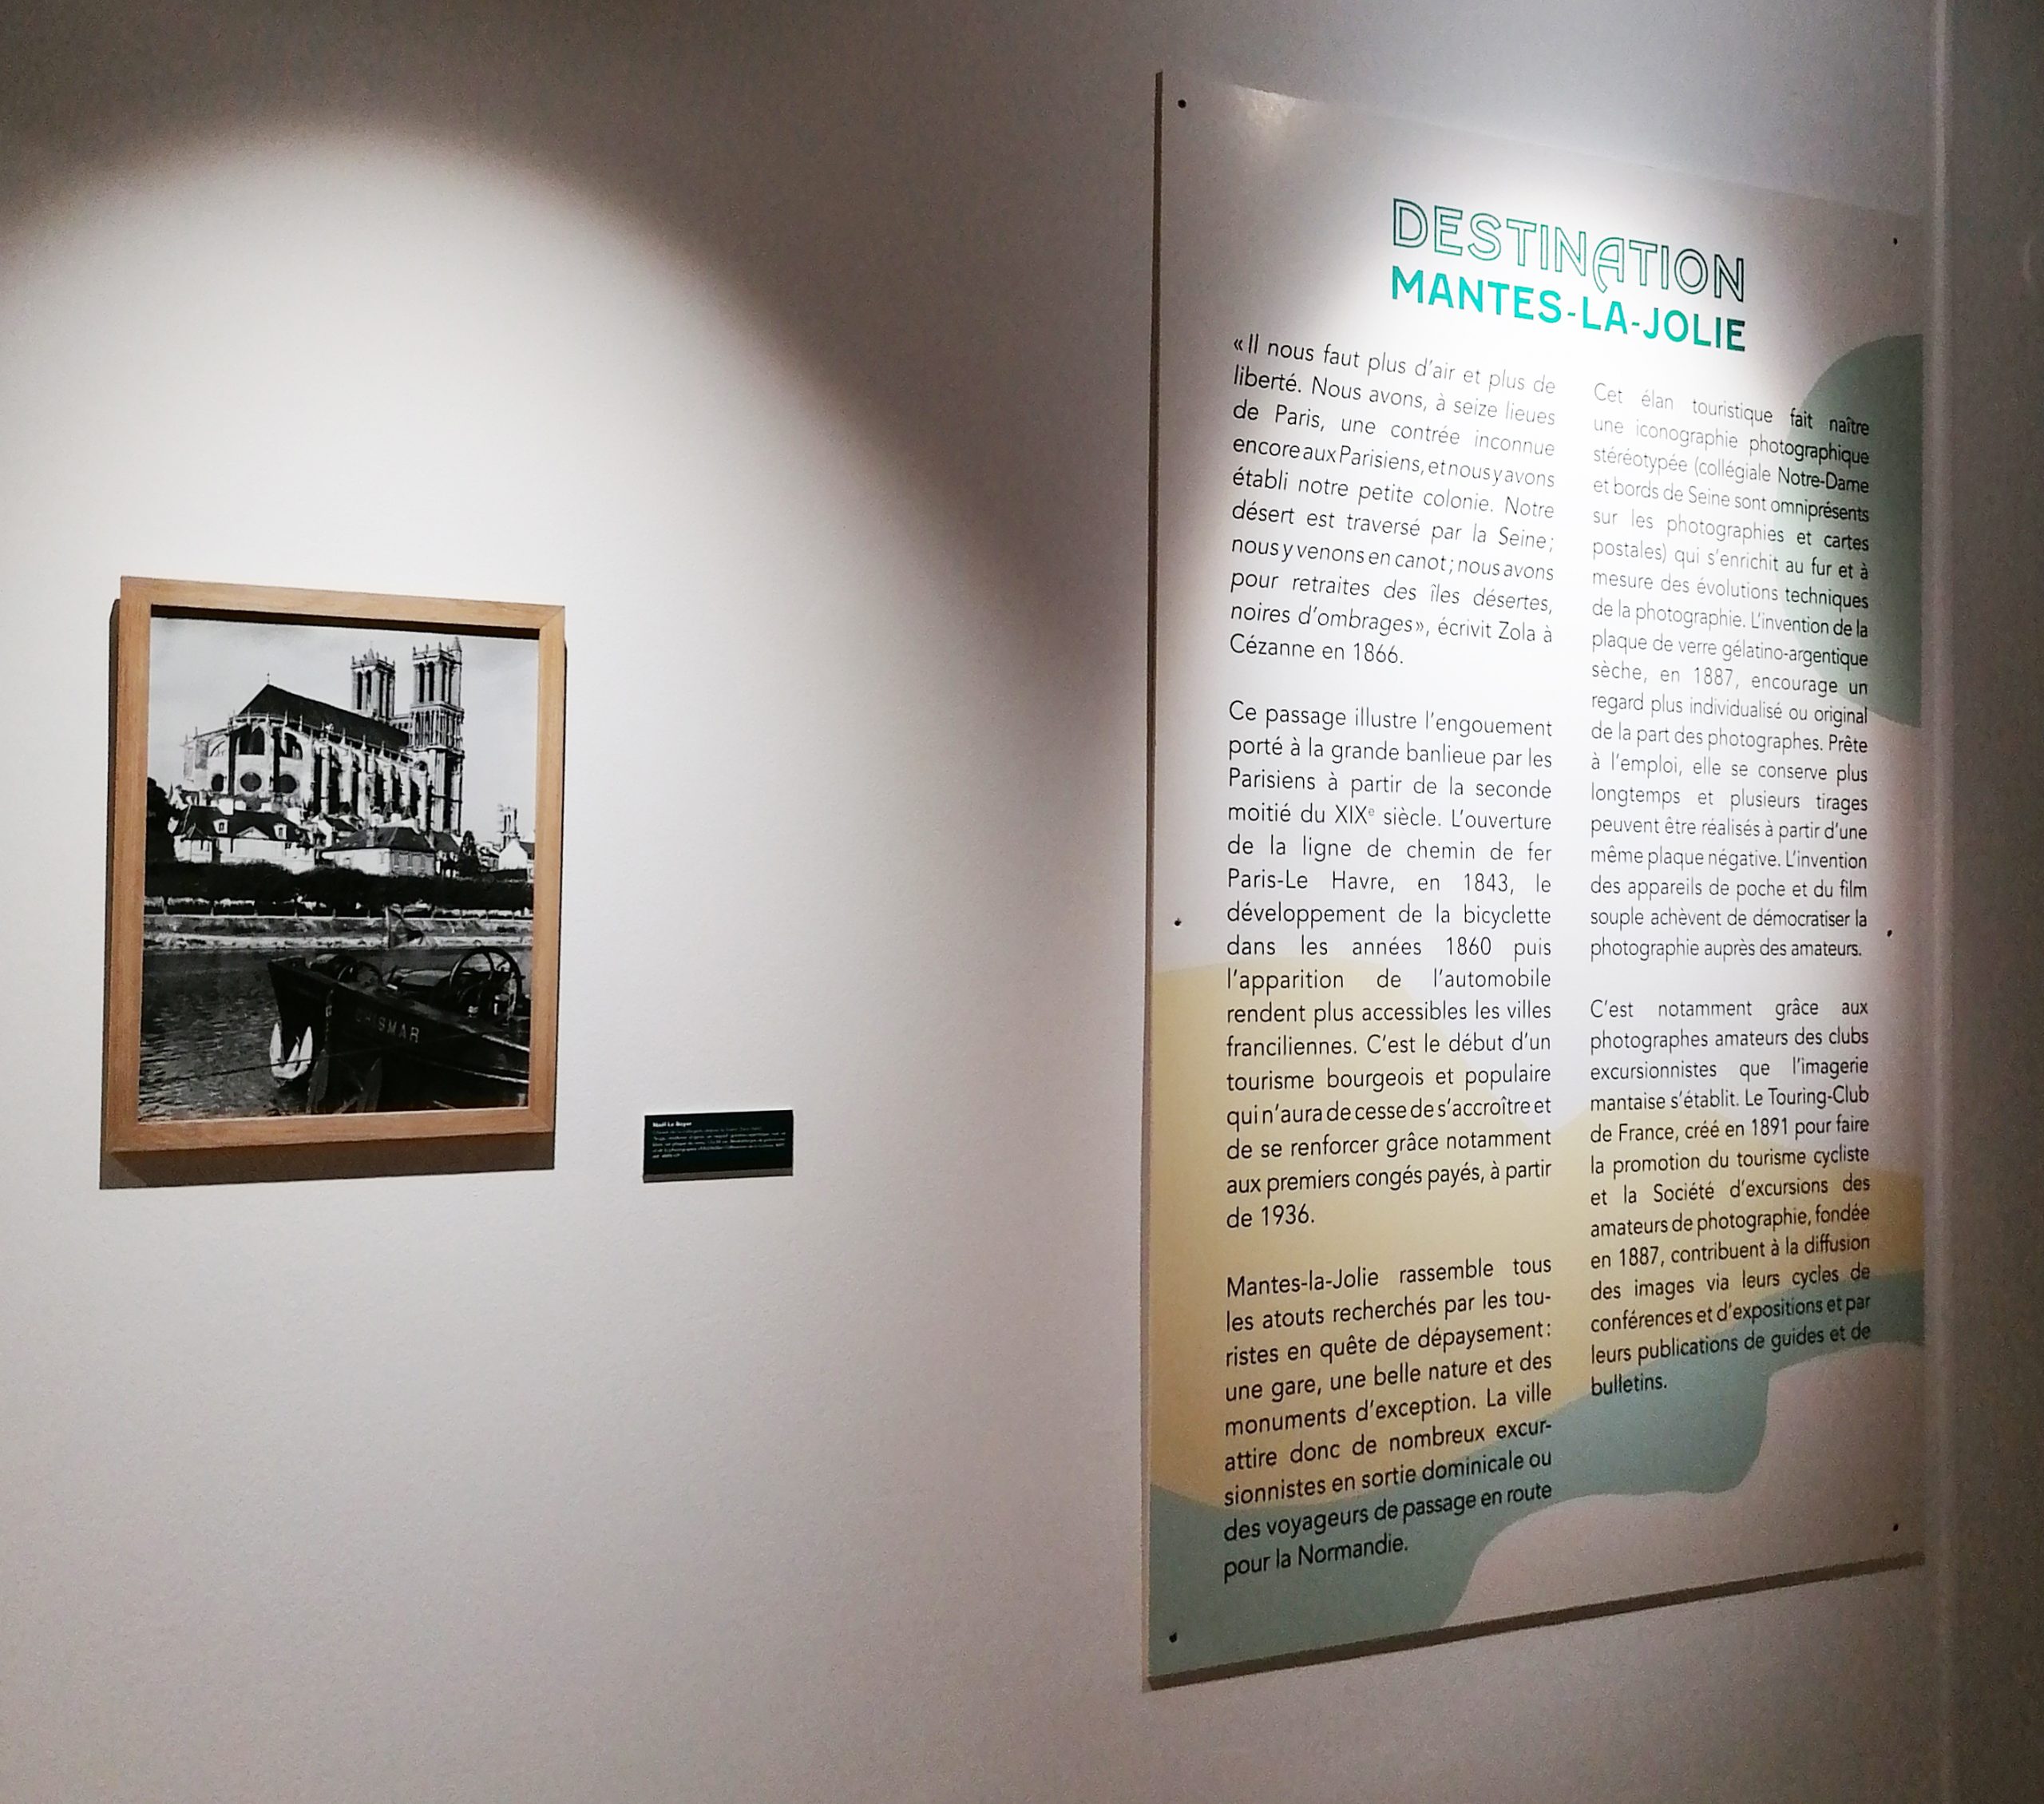 CHISMAR
Noël Le Boyer
DESTINATION
MANTES-LA-JOLIE
« Il nous faut plus d'air et plus de
liberté. Nous avons, à seize lieues
de Paris, une contrée inconnue
encore aux Parisiens, et nous y avons
établi notre petite colonie. Notre
désert est traversé par la Seine ;
nous y venons en canot ; nous avons
pour retraites des îles désertes,
noires d'ombrages », écrivit Zola à
Cézanne en 1866.
Ce passage illustre l'engouement
porté à la grande banlieue par les
Parisiens à partir de la seconde
moitié du XIXe siècle. L'ouverture
de la ligne de chemin de fer
Paris-Le Havre, en 1843, le
développement de la bicyclette
dans les années 1860 puis
l'apparition de l'automobile
rendent plus accessibles les villes
franciliennes. C'est le début d'un
tourisme bourgeois et populaire
qui n'aura de cesse de s'accroître et
de se renforcer grâce notamment
aux premiers congés payés, à partir
de 1936.
Mantes-la-Jolie rassemble tous
les atouts recherchés par les tou-
ristes en quête de dépaysement :
une gare, une belle nature et des
monuments d'exception. La ville
attire donc de nombreux excur-
sionnistes en sortie dominicale ou
des voyageurs de passage en route
pour la Normandie.
Cet élan touristique fait naître
une iconographie photographique
stéréotypée (collégiale Notre-Dame
et bords de Seine sont omniprésents
sur les photographies et cartes
postales) qui s'enrichit au fur et à
mesure des évolutions techniques
de la photographie. L'invention de la
plaque de verre gélatino-argentique
sèche, en 1887, encourage un
regard plus individualisé ou original
de la part des photographes. Prête
à l'emploi, elle se conserve plus
longtemps et plusieurs tirages
peuvent être réalisés à partir d'une
même plaque négative. L'invention
des appareils de poche et du film
souple achèvent de démocratiser la
photographie auprès des amateurs.
C'est notamment grâce aux
photographes amateurs des clubs
excursionnistes que l'imagerie
mantaise s'établit. Le Touring-Club
de France, créé en 1891 pour faire
la promotion du tourisme cycliste
et la Société d'excursions des
amateurs de photographie, fondée
en 1887, contribuent à la diffusion
des images via leurs cycles de
conférences et d'expositions et par
leurs publications de guides et de
bulletins.